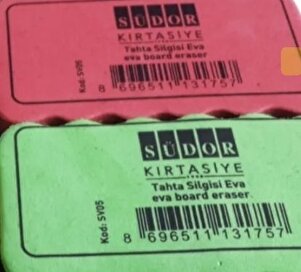 SÜDOR
KIRTASİYE
Tahta Silgisi Eva
eva board eraser
Kod: SV05
8 696511 131757
SÜDOR
KIRTASİYE
Tahta Silgisi Eva
eva board eraser.
Kod: SV05
8 696511 131757